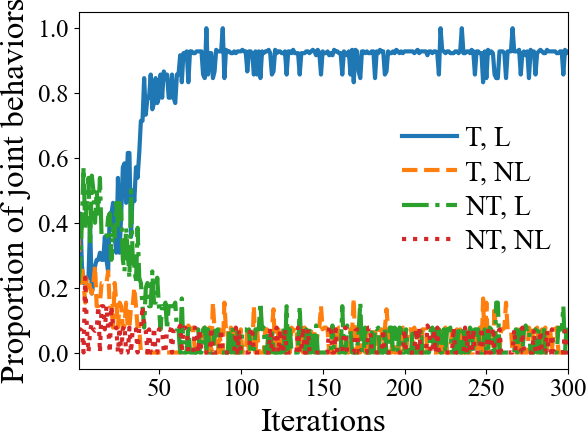 Proportion of joint behaviors
1.0
0.8
0.6
0.4
0.2
0.0
T, L
T, NL
NT, L
NT, NL
50
100
150
200
250
300
Iterations